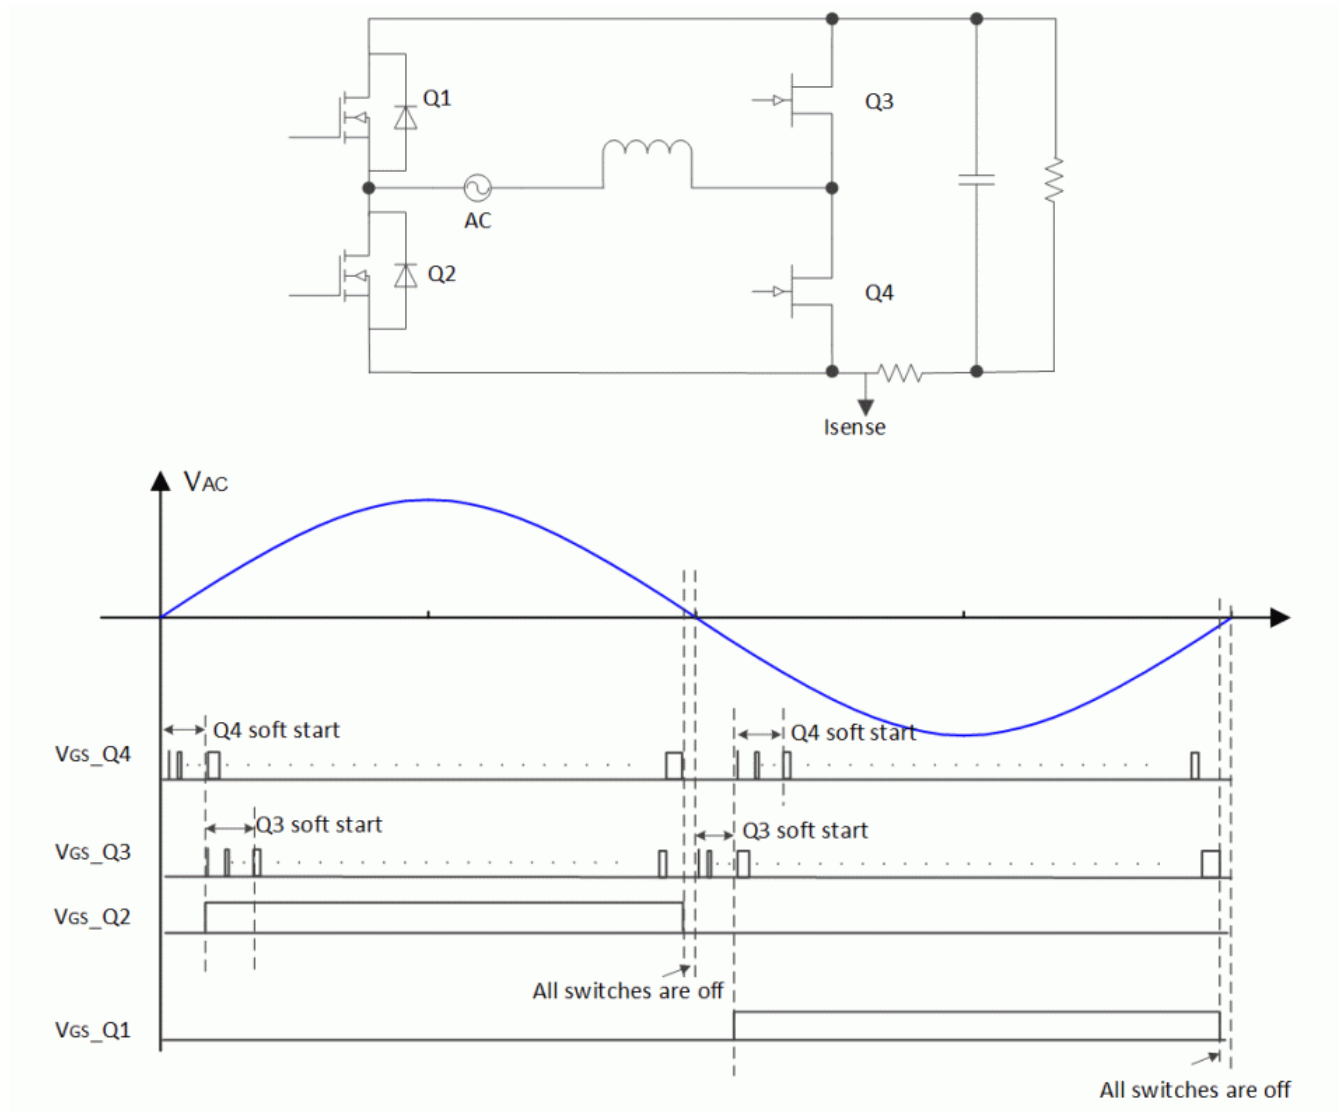 Q1
Q3
AC
Q2
Q4
Isense
VAC
Q4 soft start
Q4 soft start
VGS_Q4
Q3 soft start
Q3 soft start
VGS_Q3
VGS_Q2
All switches are off
VGS_Q1
All switches are off